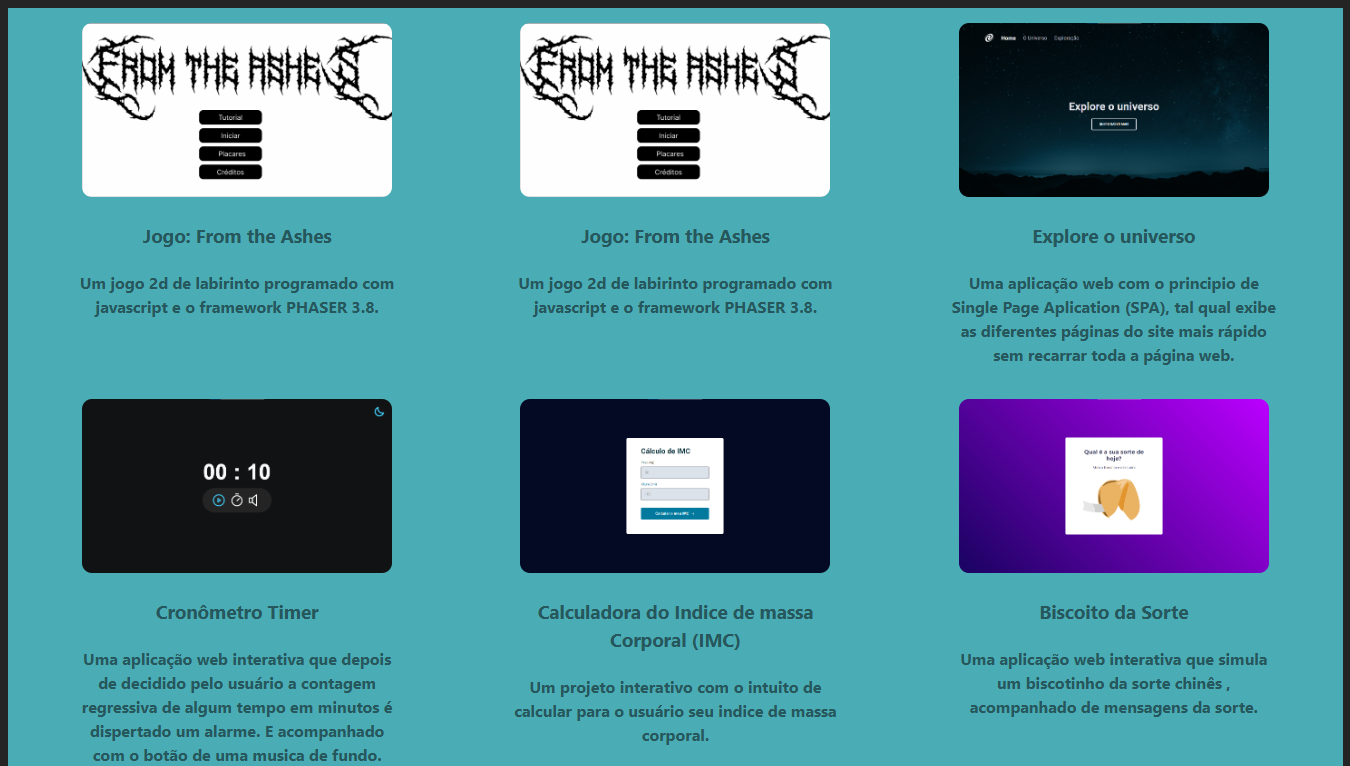 FROM THE ASHES
Tutorial
Iniciar
Placares
Créditos
Jogo: From the Ashes
Um jogo 2d de labirinto programado com
javascript e o framework PHASER 3.8.
FROM THE ASHES
Tutorial
Iniciar
Placares
Créditos
Jogo: From the Ashes
Um jogo 2d de labirinto programado com
javascript e o framework PHASER 3.8.
Home O Universo Exploração
Explore o universo
Explore o universo
Uma aplicação web com o principio de
Single Page Aplication (SPA), tal qual exibe
as diferentes páginas do site mais rápido
sem recarrar toda a página web.
00 : 10
Cronômetro Timer
Uma aplicação web interativa que depois
de decidido pelo usuário a contagem
regressiva de algum tempo em minutos é
dispertado um alarme. E acompanhado
com o botão de uma musica de fundo.
Cálculo de IMC
Calculadora do Indice de massa
Corporal (IMC)
Um projeto interativo com o intuito de
calcular para o usuário seu indice de massa
corporal.
Qual é a sua sorte de
hoje?
Biscoito da Sorte
Uma aplicação web interativa que simula
um biscotinho da sorte chinês ,
acompanhado de mensagens da sorte.